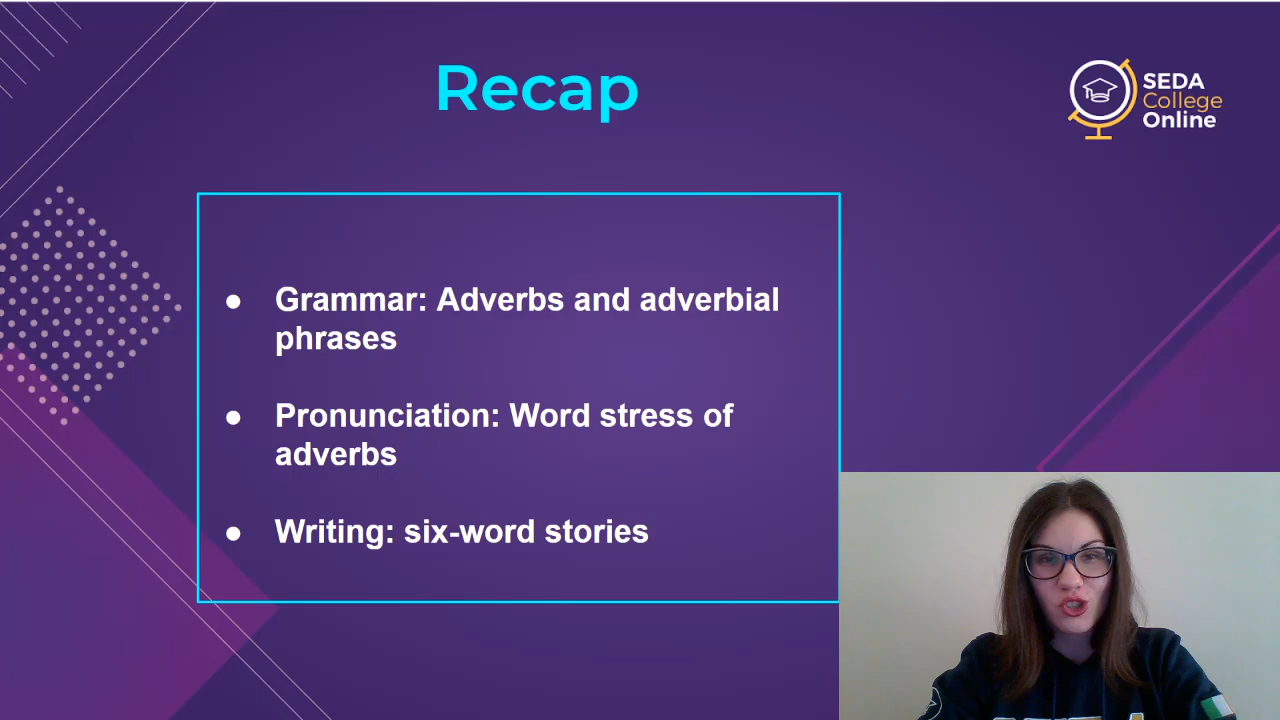 Recap
SEDA
College
Online
● Grammar: Adverbs and adverbial
phrases
● Pronunciation: Word stress of
adverbs
● Writing: six-word stories